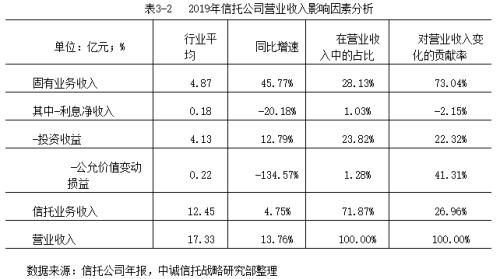 表3-2 2019年信托公司营业收入影响因素分析
单位：亿元；% 行业平均 同比增速 在营业收入中的占比 对营业收入变化的贡献率
固有业务收入 4.87 45.77% 28.13% 73.04%
其中-利息净收入 0.18 -20.18% 1.03% -2.15%
-投资收益 4.13 12.79% 23.82% 22.32%
-公允价值变动损益 0.22 -134.57% 1.28% 41.31%
信托业务收入 12.45 4.75% 71.87% 26.96%
营业收入 17.33 13.76% 100.00% 100.00%
数据来源：信托公司年报，中诚信托战略研究部整理